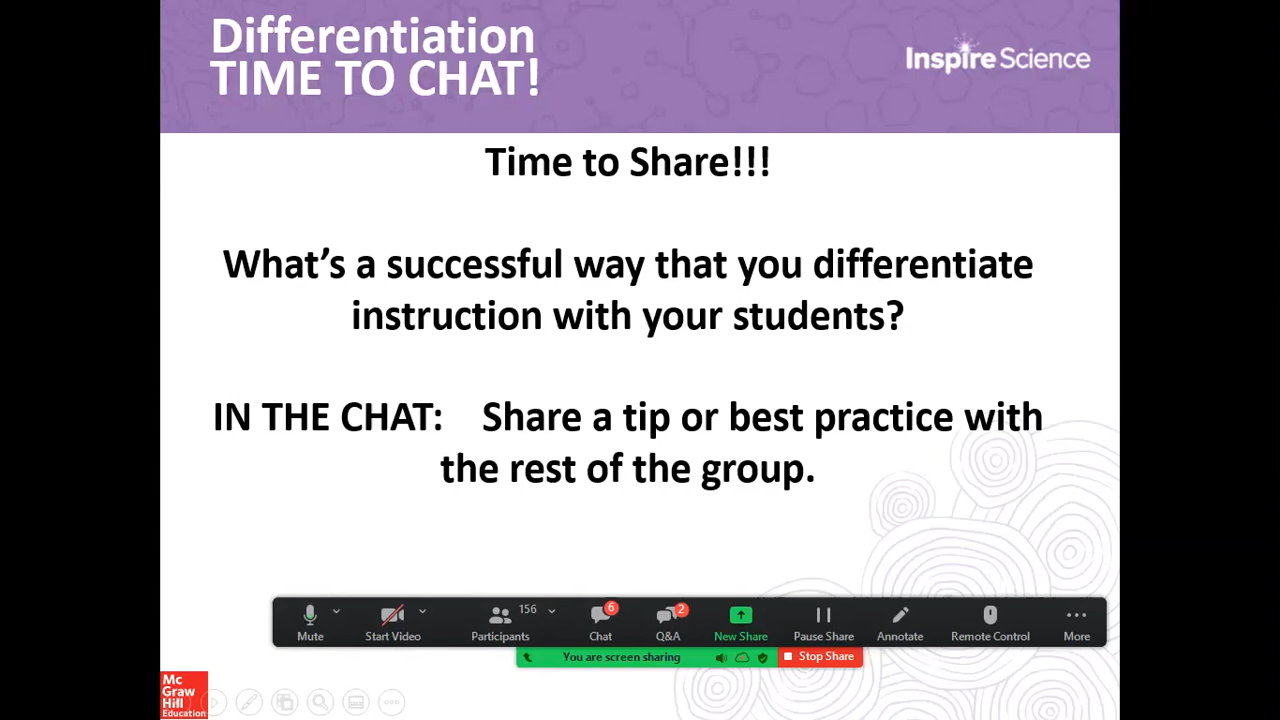 Differentiation
TIME TO CHAT!
Inspire Science
Time to Share!!!
What’s a successful way that you differentiate
instruction with your students?
IN THE CHAT: Share a tip or best practice with
the rest of the group.
156
6
2
Mute
Start Video
Participants
Chat
Q&A
New Share
Pause Share
Annotate
Remote Control
More
You are screen sharing
Stop Share
Mc
Graw
Hill
Education